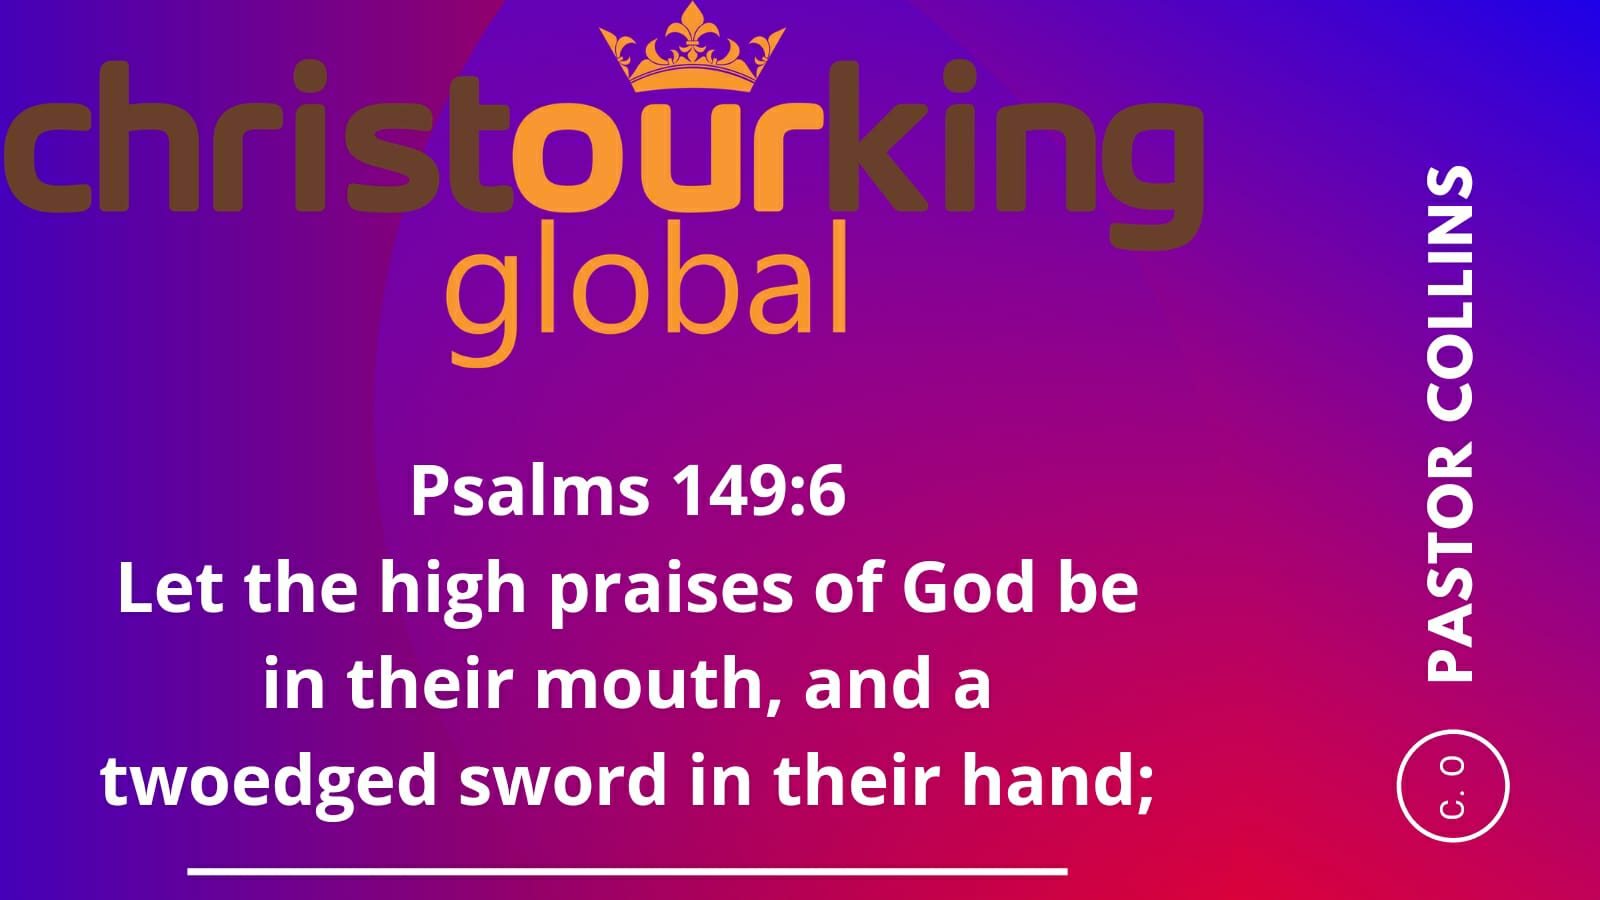 christourking
global
Psalms 149:6
Let the high praises of God be
in their mouth, and a
twoedged sword in their hand;
PASTOR COLLINS
C. O